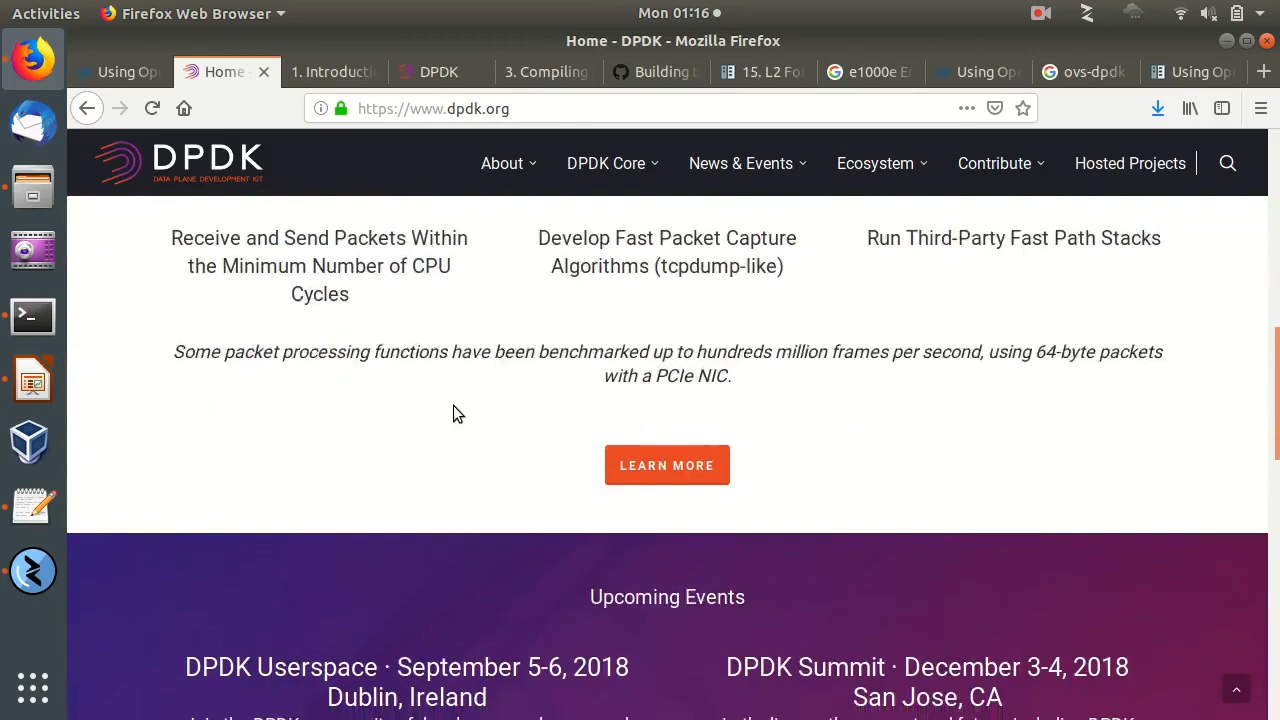 Activities
Firefox Web Browser
Mon 01:16
Home - DPDK - Mozilla Firefox
Using Op
Home -
1. Introducti
DPDK
3. Compiling
Building t
15. L2 For
e1000e Er
Using Op
ovs-dpdk
Using Op
https://www.dpdk.org
DPDK
DATA PLANE DEVELOPMENT KIT
About
DPDK Core
News & Events
Ecosystem
Contribute
Hosted Projects
Receive and Send Packets Within
the Minimum Number of CPU
Cycles
Develop Fast Packet Capture
Algorithms (tcpdump-like)
Run Third-Party Fast Path Stacks
Some packet processing functions have been benchmarked up to hundreds million frames per second, using 64-byte packets
with a PCIe NIC.
LEARN MORE
Upcoming Events
DPDK Userspace · September 5-6, 2018
Dublin, Ireland
DPDK Summit · December 3-4, 2018
San Jose, CA